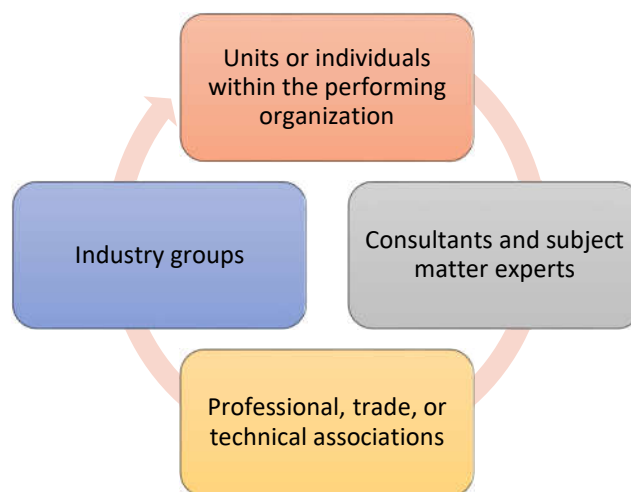 Units or individuals
within the performing
organization
Consultants and subject
matter experts
Professional, trade, or
technical associations
Industry groups